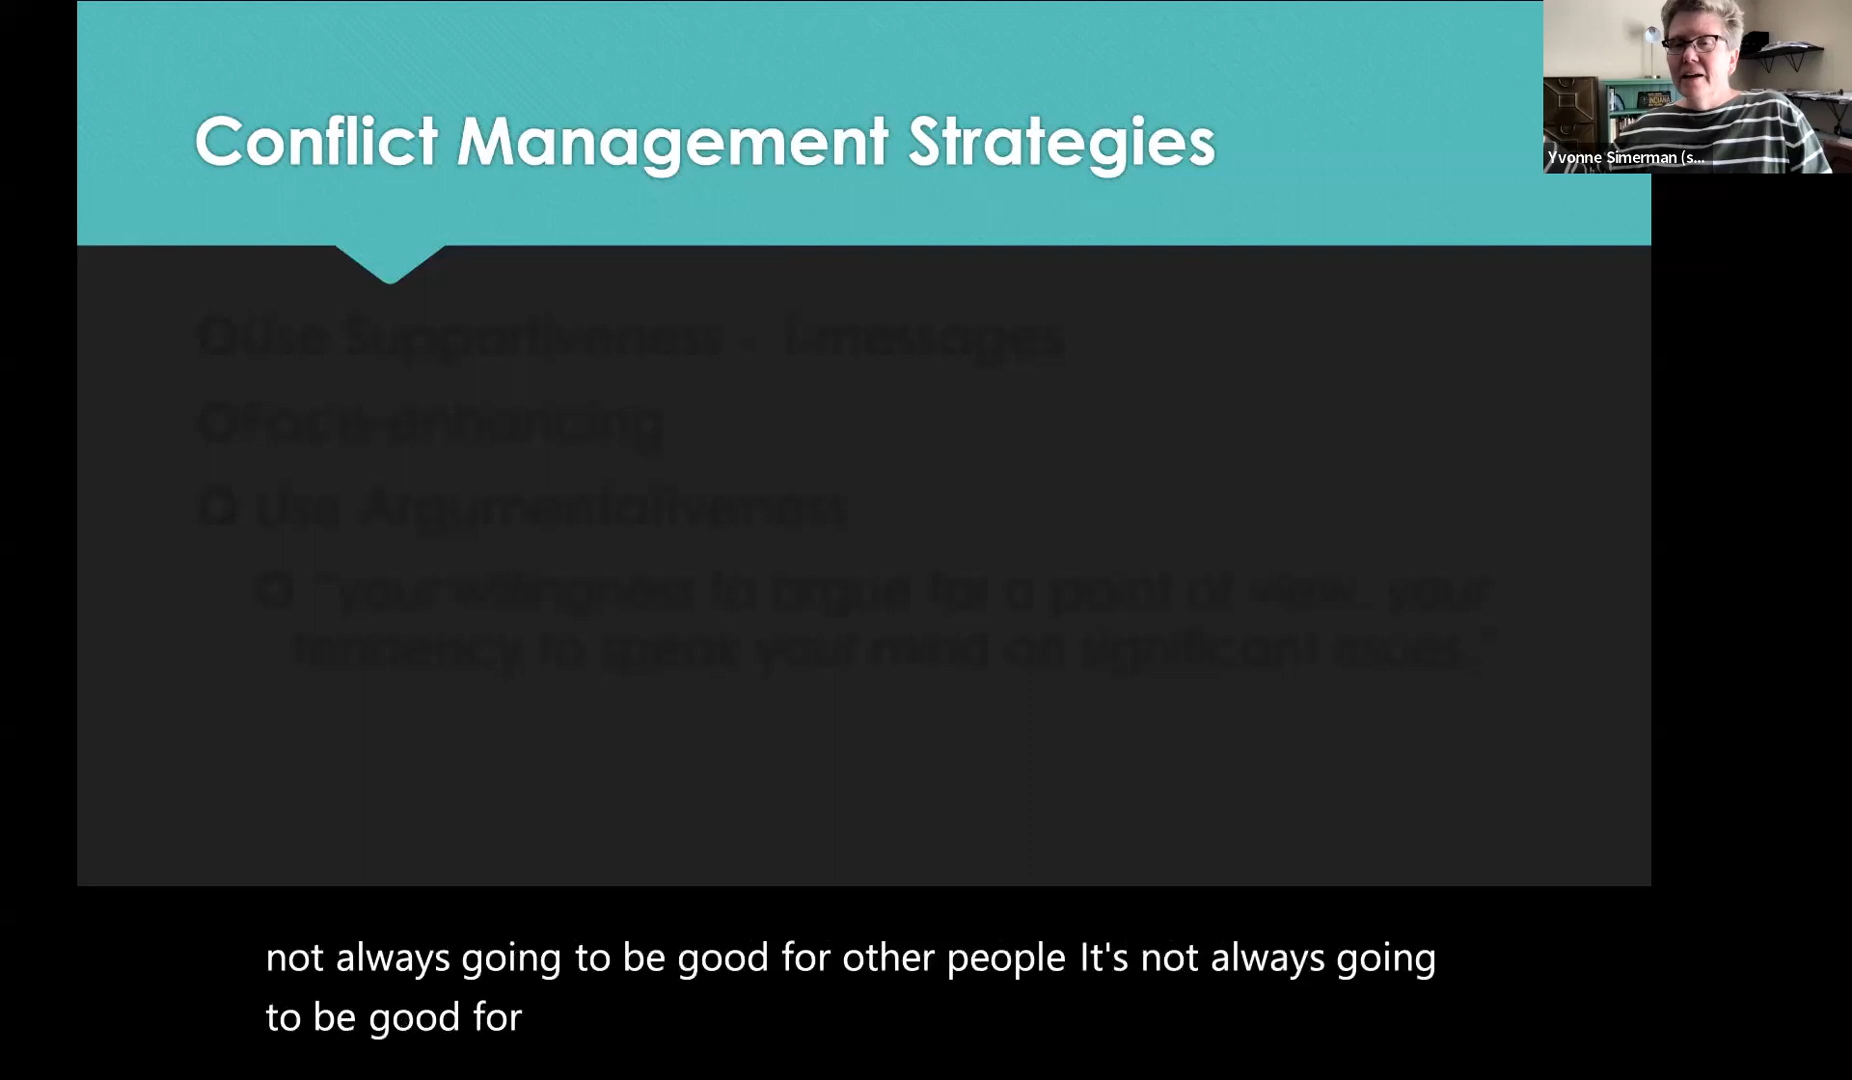 Conflict Management Strategies
Yvonne Simerman (s...
INDIANA
Use Supportiveness - I-messages
Face-enhancing
Use Argumentativeness
"your willingness to argue for a point of view, your
tendency to speak your mind on significant issues."
not always going to be good for other people It's not always going
to be good for